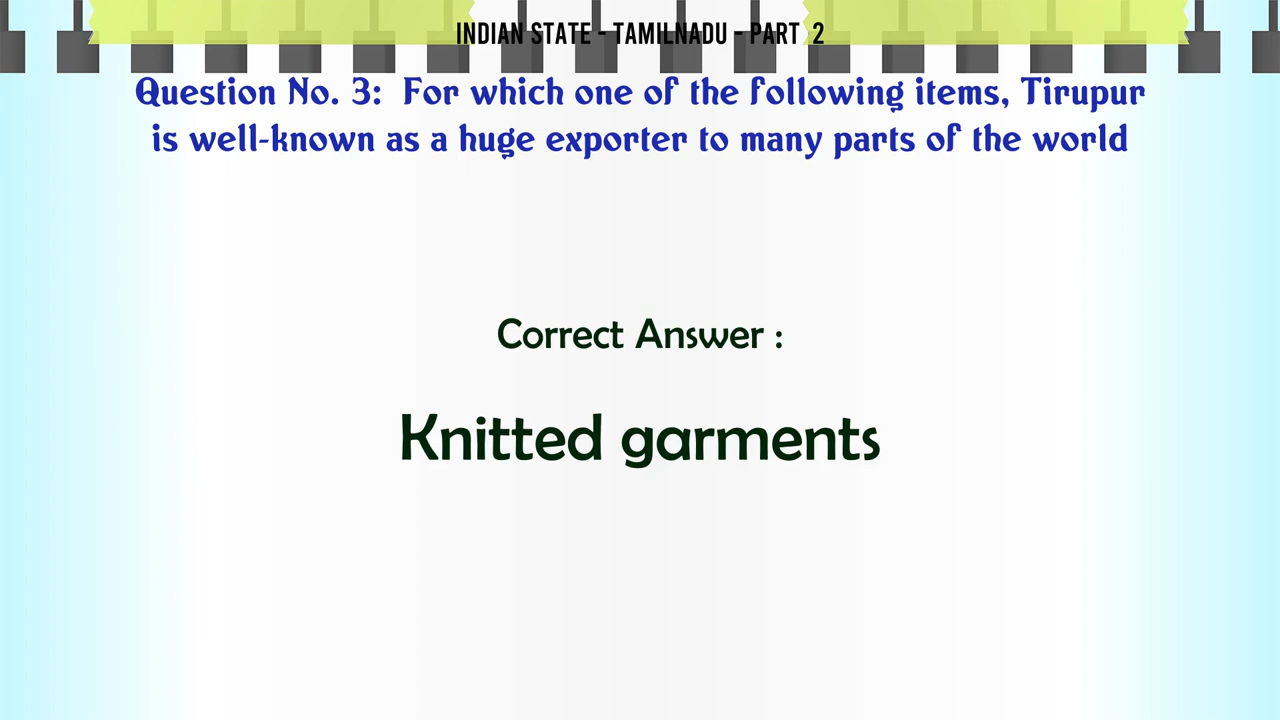 INDIAN STATE - TAMILNADU - PART 2
Question No. 3: For which one of the following items, Tirupur
is well-known as a huge exporter to many parts of the world
Correct Answer :
Knitted garments